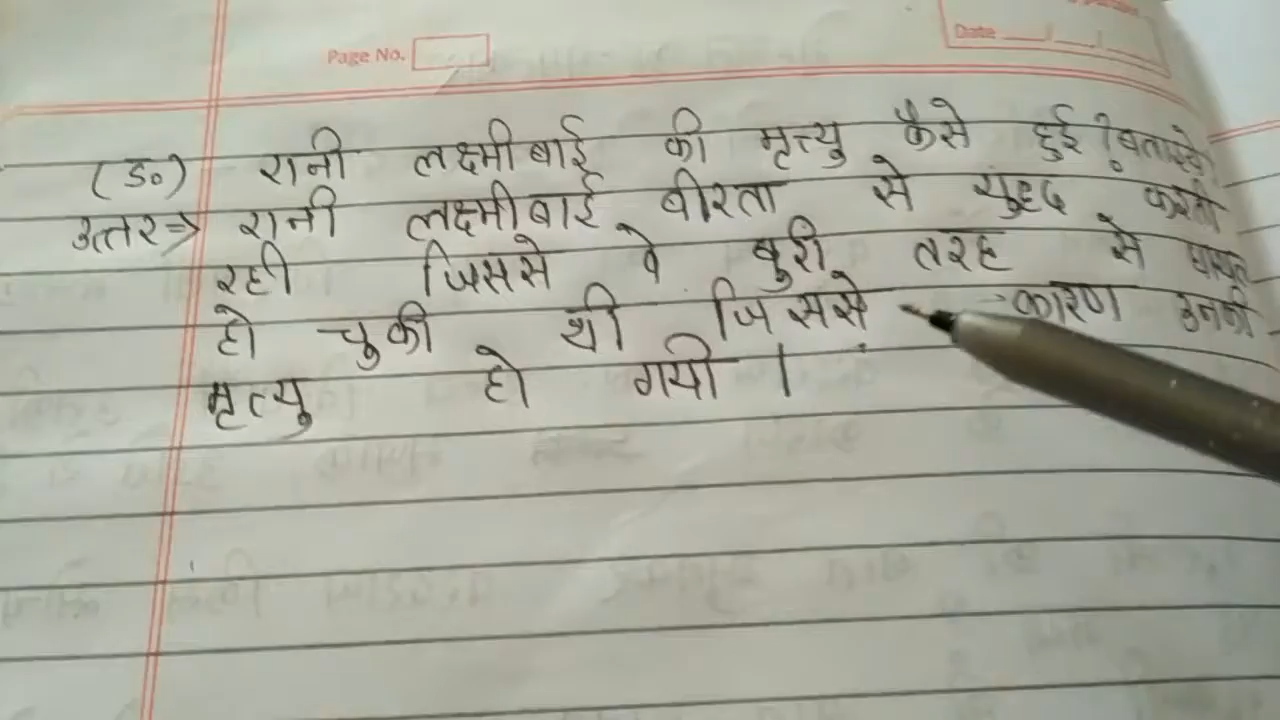 Page No.
Date
(ड॰) रानी लक्ष्मीबाई की मृत्यु कैसे हुई ? बताइये
उत्तर⇒ रानी लक्ष्मीबाई वीरता से युद्ध करती
रही जिससे वे बुरी तरह से घायल
हो चुकी थी जिससे कारण उनकी
मृत्यु हो गयी ।